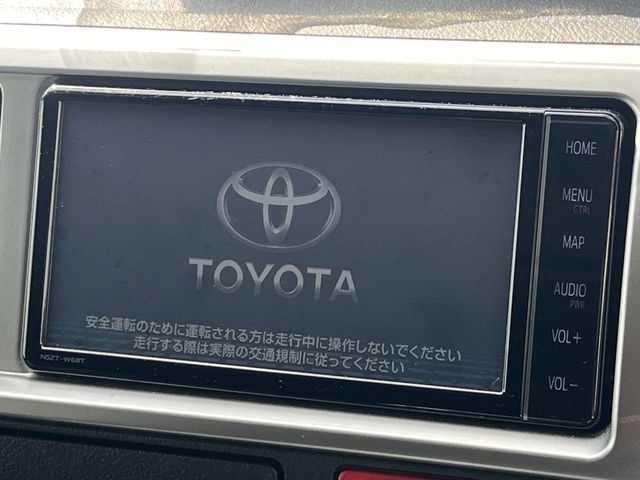 HOME
MENU
CTRL
MAP
AUDIO
PWR
VOL+
VOL-
TOYOTA
安全運転のために運転される方は走行中に操作しないでください
走行する際は実際の交通規制に従ってください
NSZT-W68T